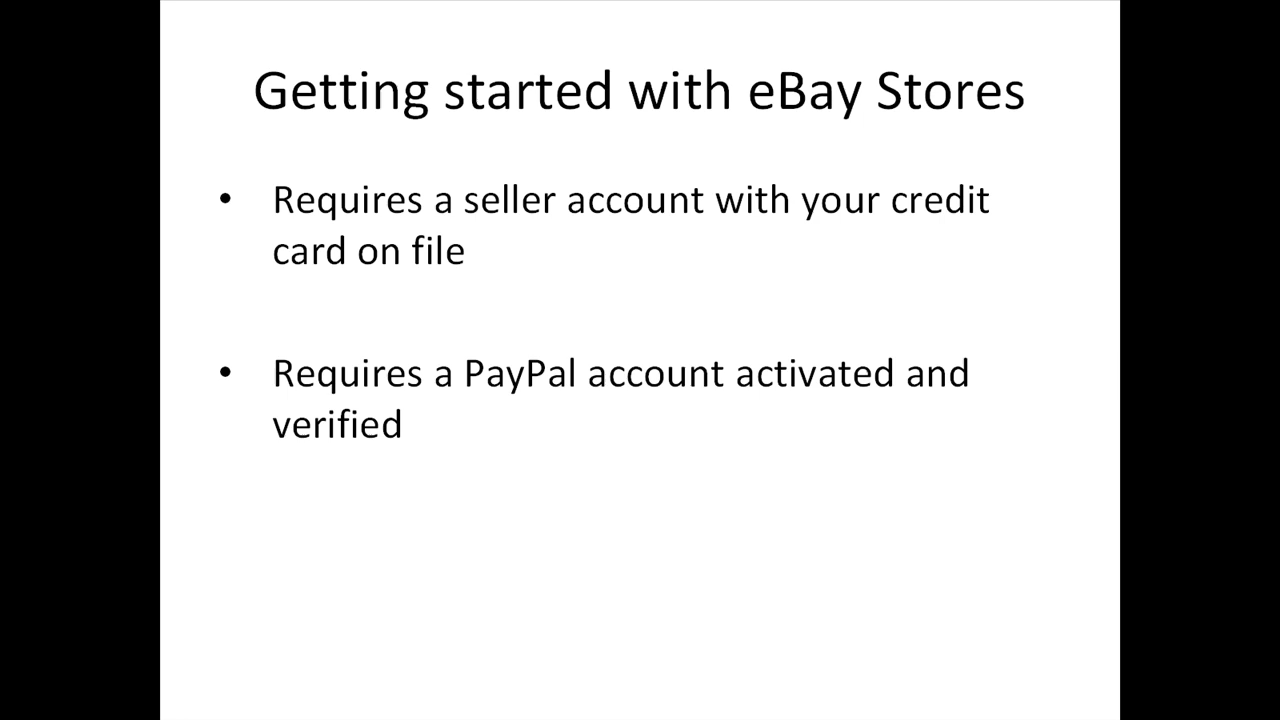 Getting started with eBay Stores
• Requires a seller account with your credit
card on file
• Requires a PayPal account activated and
verified